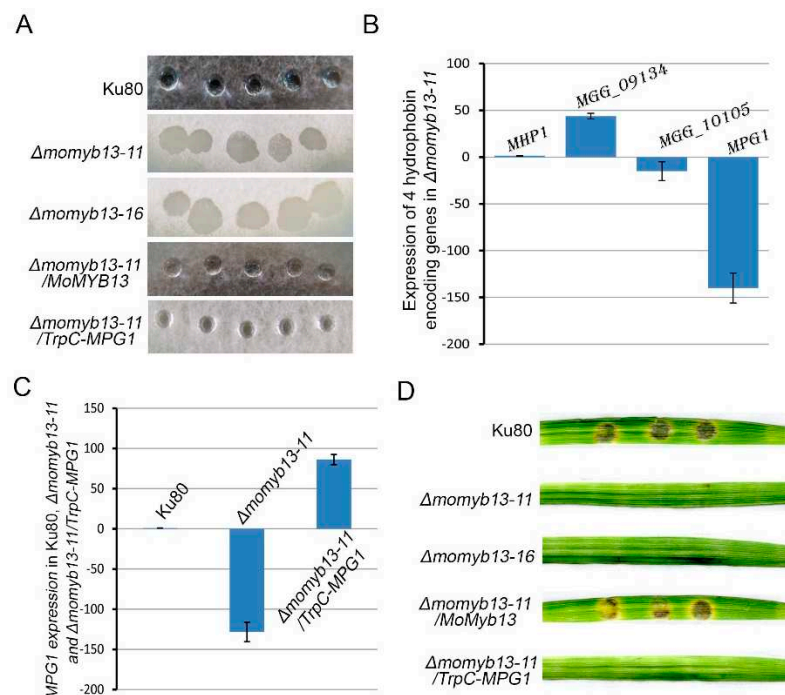 A
Ku80
Δmomyb13-11
Δmomyb13-16
Δmomyb13-11
/MoMYB13
Δmomyb13-11
/TrpC-MPG1
B
Expression of 4 hydrophobin
encoding genes in Δmomyb13-11
100
50
0
-50
-100
-150
-200
MHP1
MGG_09134
MGG_10105
MPG1
C
MPG1 expression in Ku80, Δmomyb13-11
and Δmomyb13-11/TrpC-MPG1
150
100
50
0
-50
-100
-150
-200
Ku80
Δmomyb13-11
Δmomyb13-11
/TrpC-MPG1
D
Ku80
Δmomyb13-11
Δmomyb13-16
Δmomyb13-11
/MoMyb13
Δmomyb13-11
/TrpC-MPG1